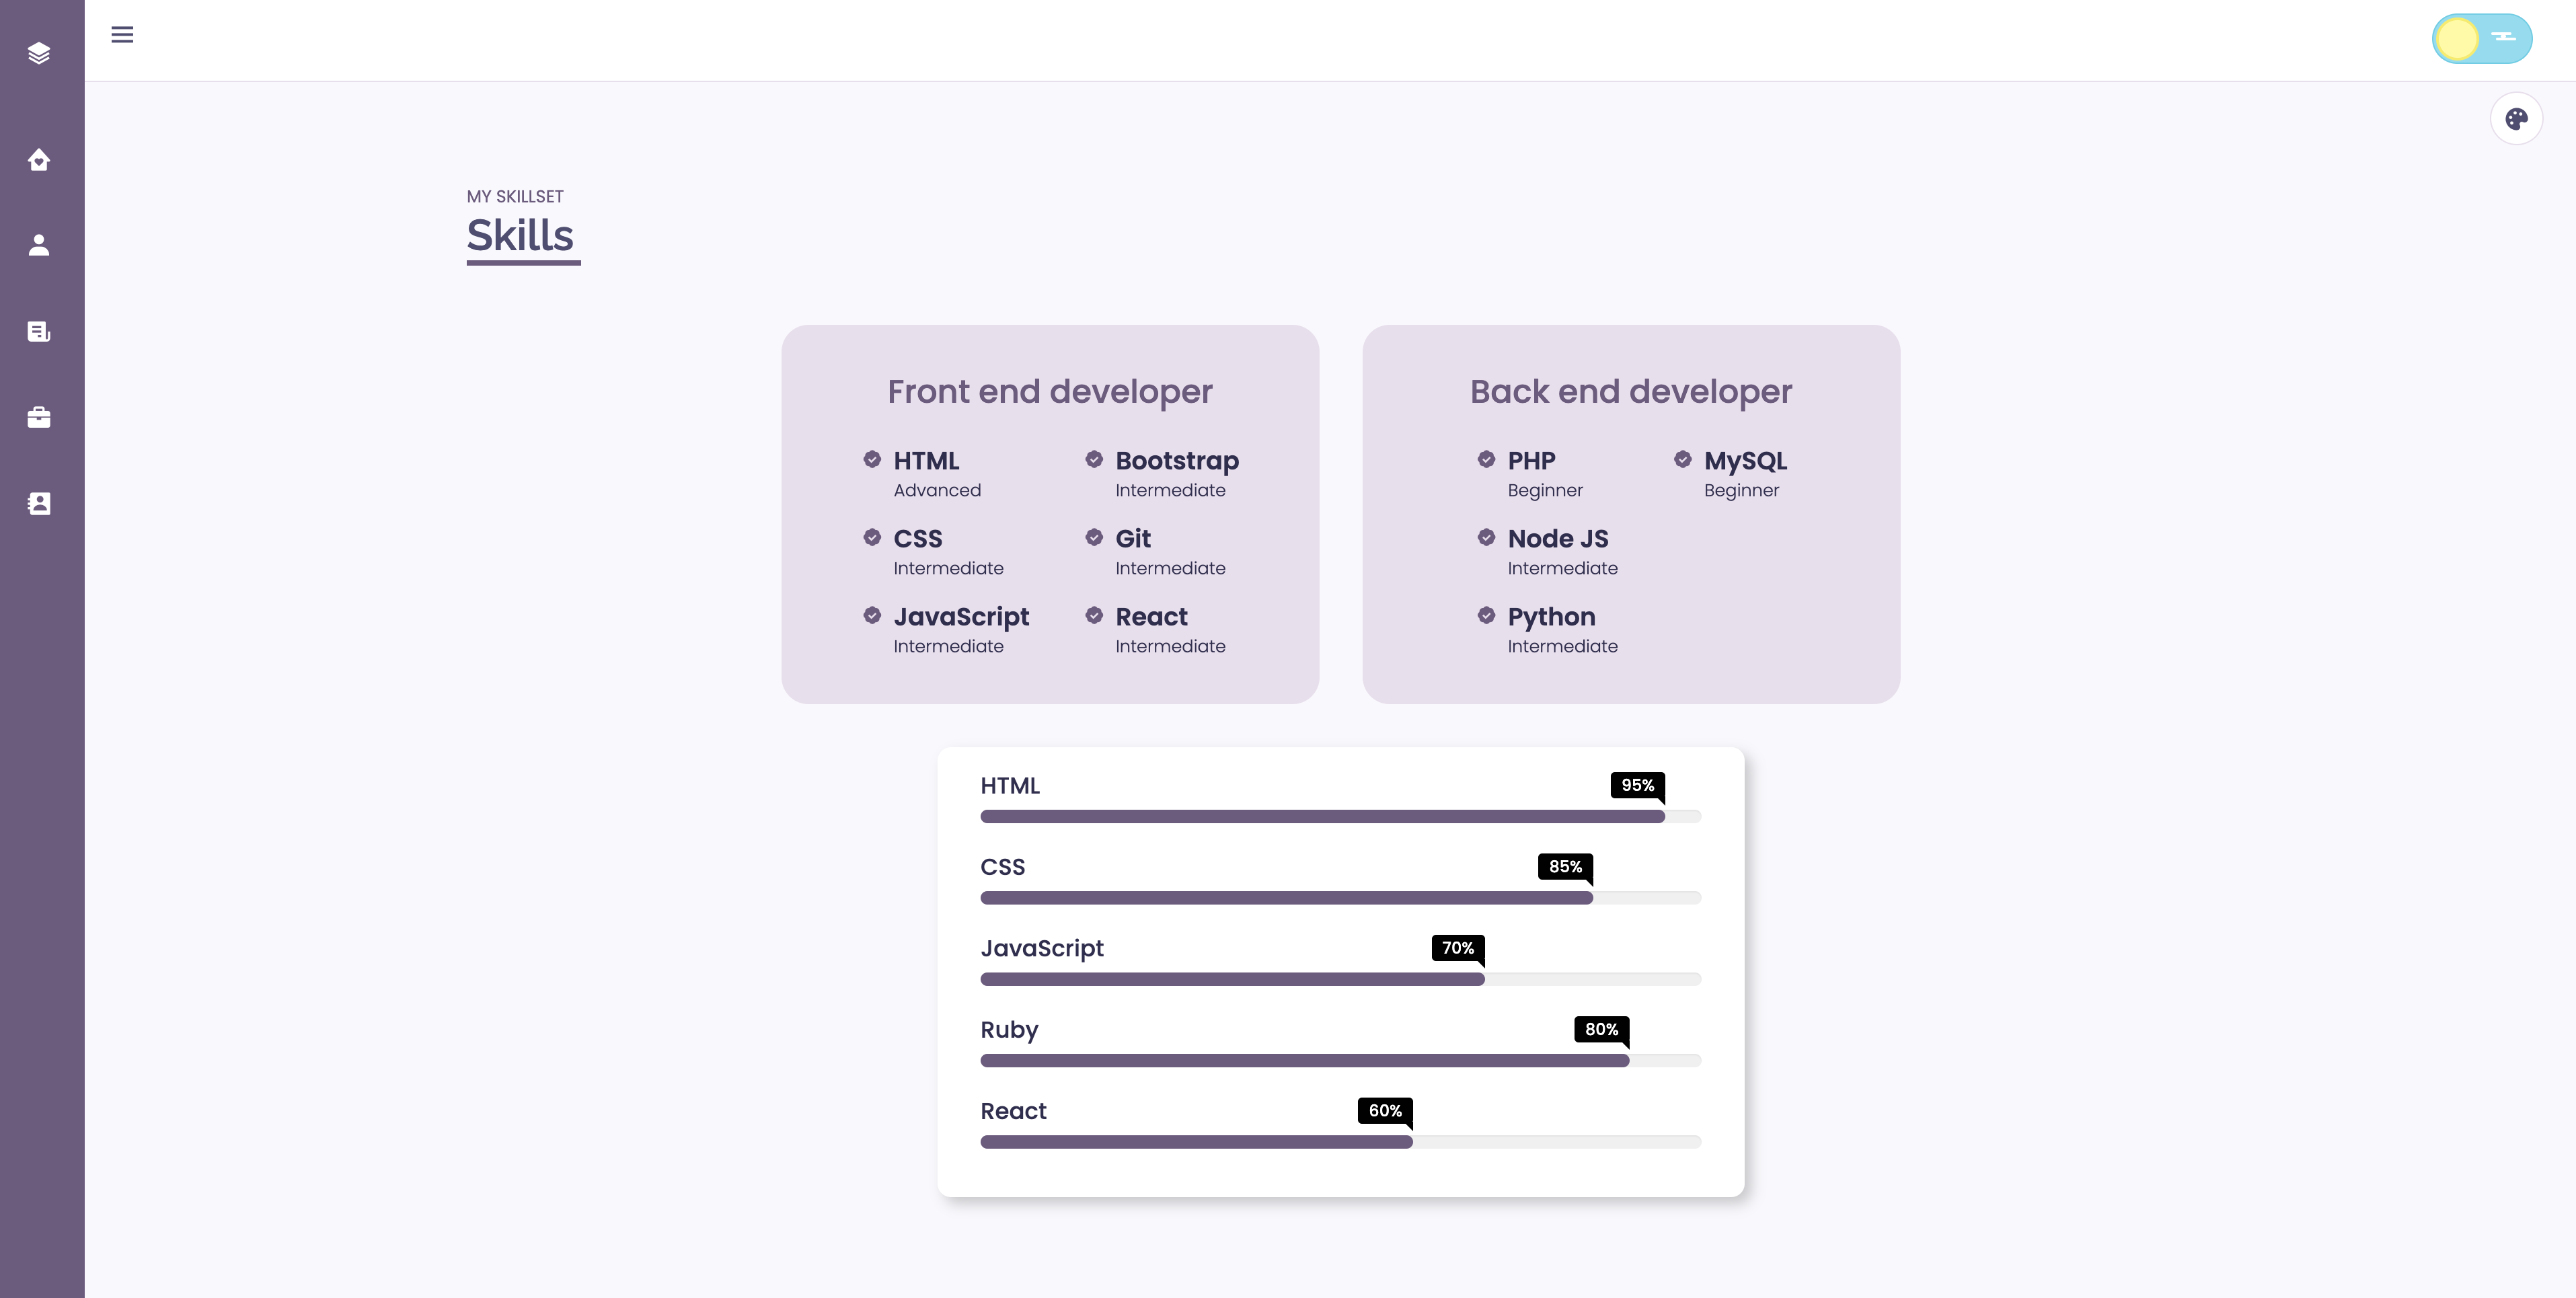 MY SKILLSET
Skills
Front end developer
HTML
Advanced
CSS
Intermediate
JavaScript
Intermediate
Bootstrap
Intermediate
Git
Intermediate
React
Intermediate
Back end developer
PHP
Beginner
Node JS
Intermediate
Python
Intermediate
MySQL
Beginner
HTML 95%
CSS 85%
JavaScript 70%
Ruby 80%
React 60%